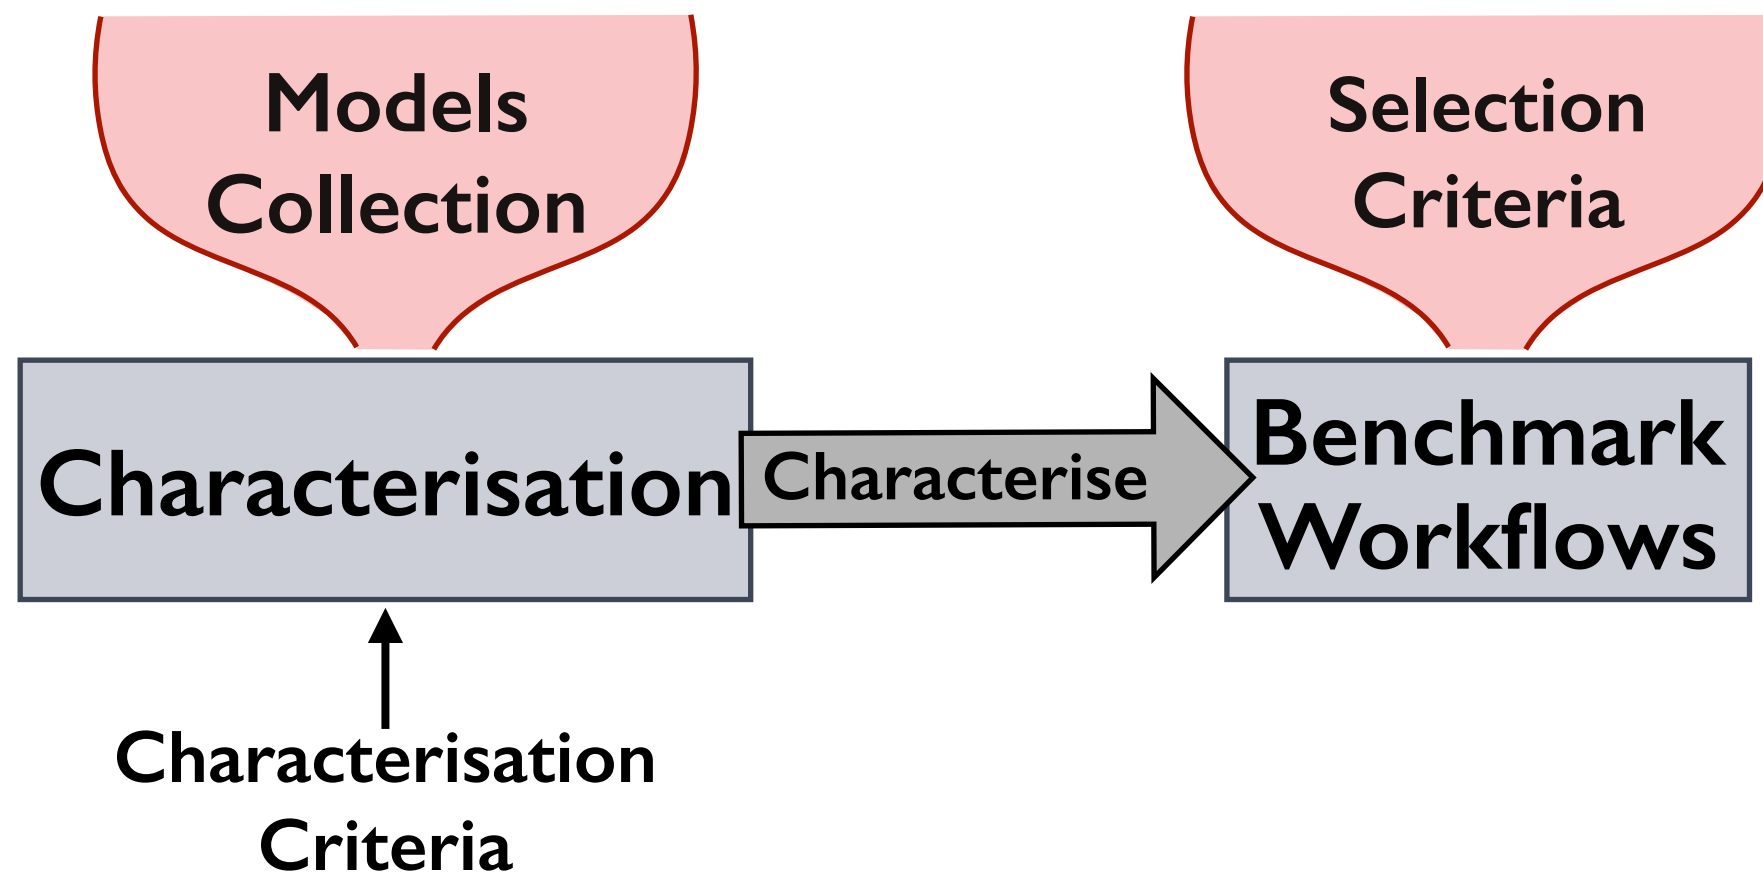 Models
Collection
Selection
Criteria
Characterisation
Characterise
Benchmark
Workflows
Characterisation
Criteria